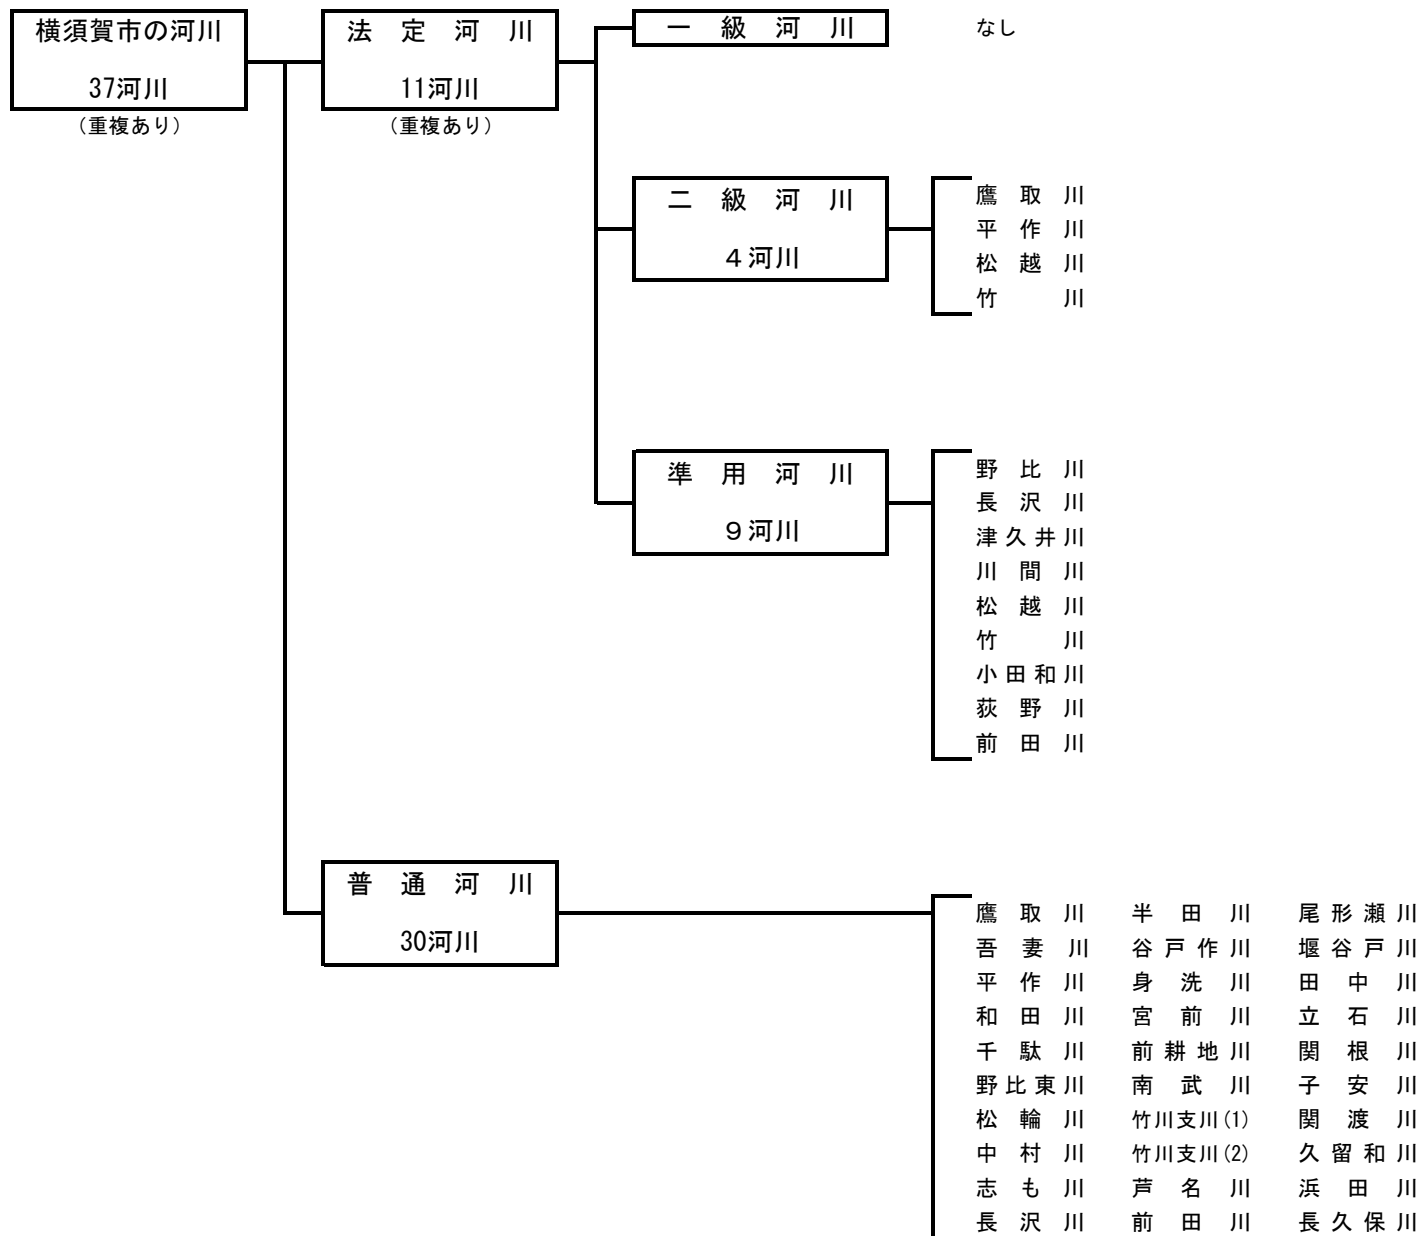 横須賀市の河川
37河川
(重複あり)
法定河川
11河川
(重複あり)
一級河川
なし
二級河川
４河川
鷹取川
平作川
松越川
竹川
準用河川
９河川
野比川
長沢川
津久井川
川間川
松越川
竹川
小田和川
荻野川
前田川
普通河川
30河川
鷹取川 半田川 尾形瀬川
吾妻川 谷戸作川 堰谷戸川
平作川 身洗川 田中川
和田川 宮前川 立石川
千駄川 前耕地川 関根川
野比東川 南武川 子安川
松輪川 竹川支川(1) 関渡川
中村川 竹川支川(2) 久留和川
志も川 芦名川 浜田川
長沢川 前田川 長久保川